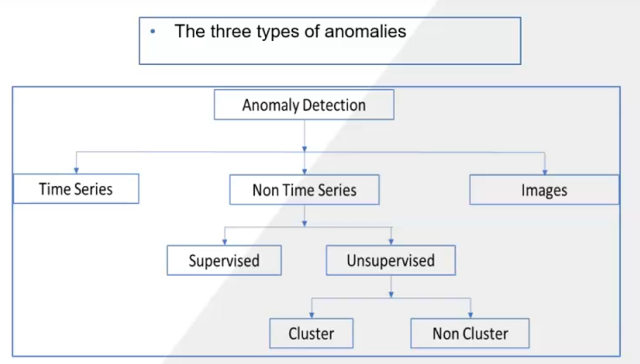 • The three types of anomalies
Anomaly Detection
Time Series
Non Time Series
Images
Supervised
Unsupervised
Cluster
Non Cluster